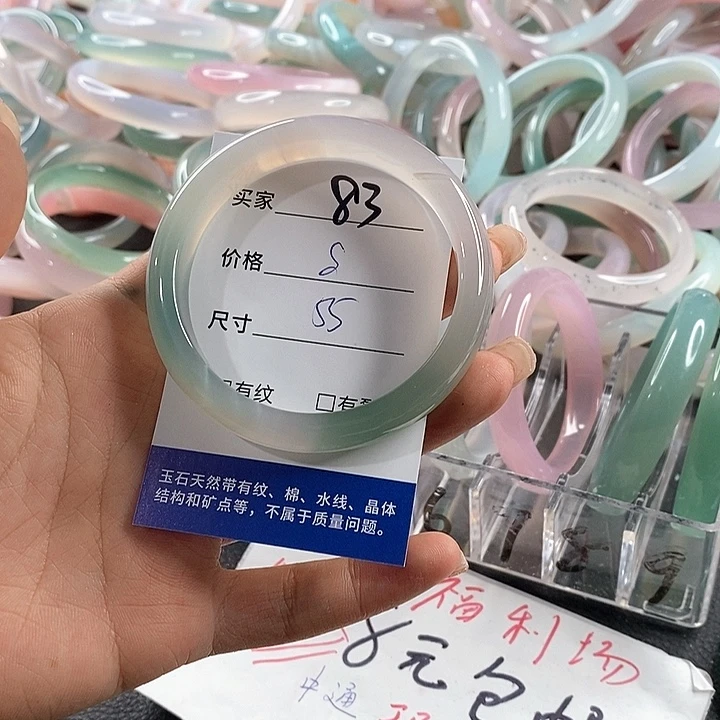 买家 83
价格 8
尺寸 55
有纹 □有
玉石天然带有纹、棉、水线、晶体
结构和矿点等，不属于质量问题。
福利场
8元包邮
中通